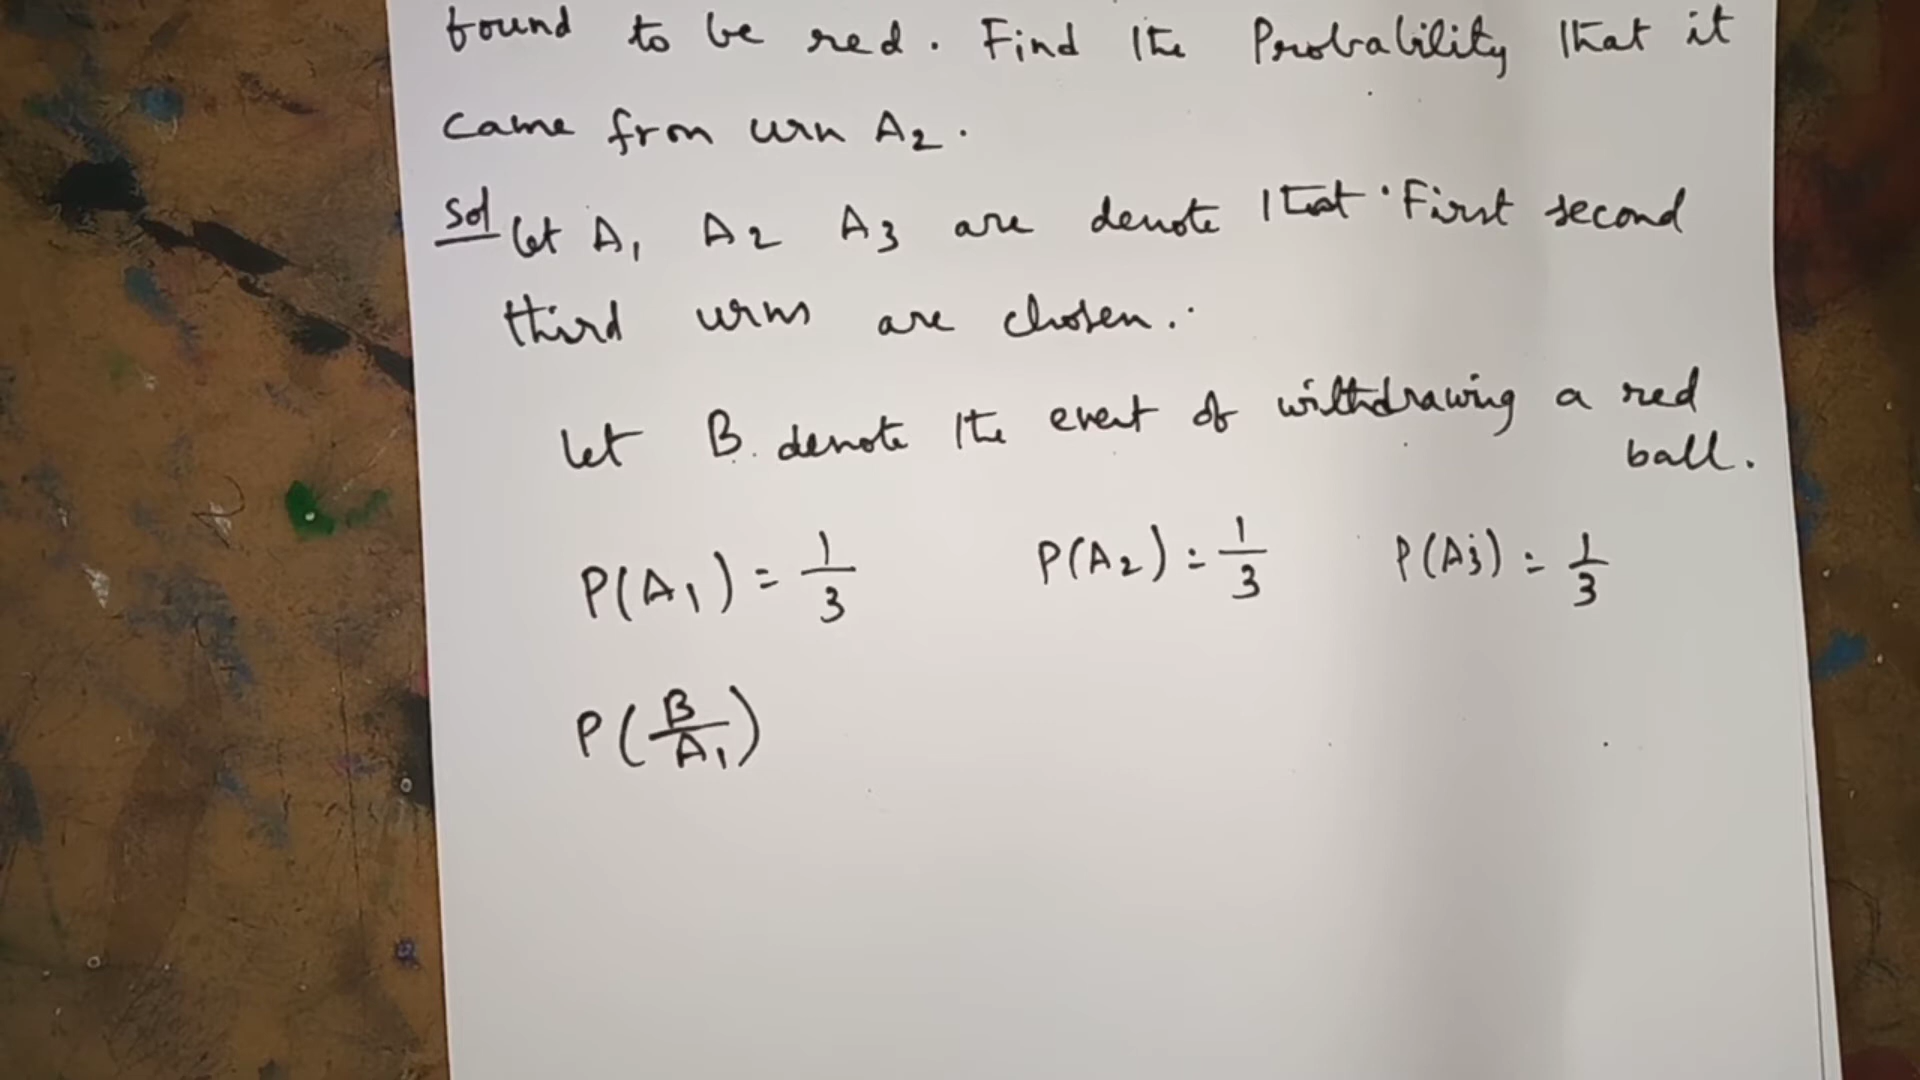 found to be red. Find the Probability that it
came from urn A₂.
Sol let A₁ A₂ A₃ are denote that First second
third urns are chosen.
let B denote the event of withdrawing a red
ball.
P(A₁) = 1/3 P(A₂) = 1/3 P(A₃) = 1/3
P(B/A₁)